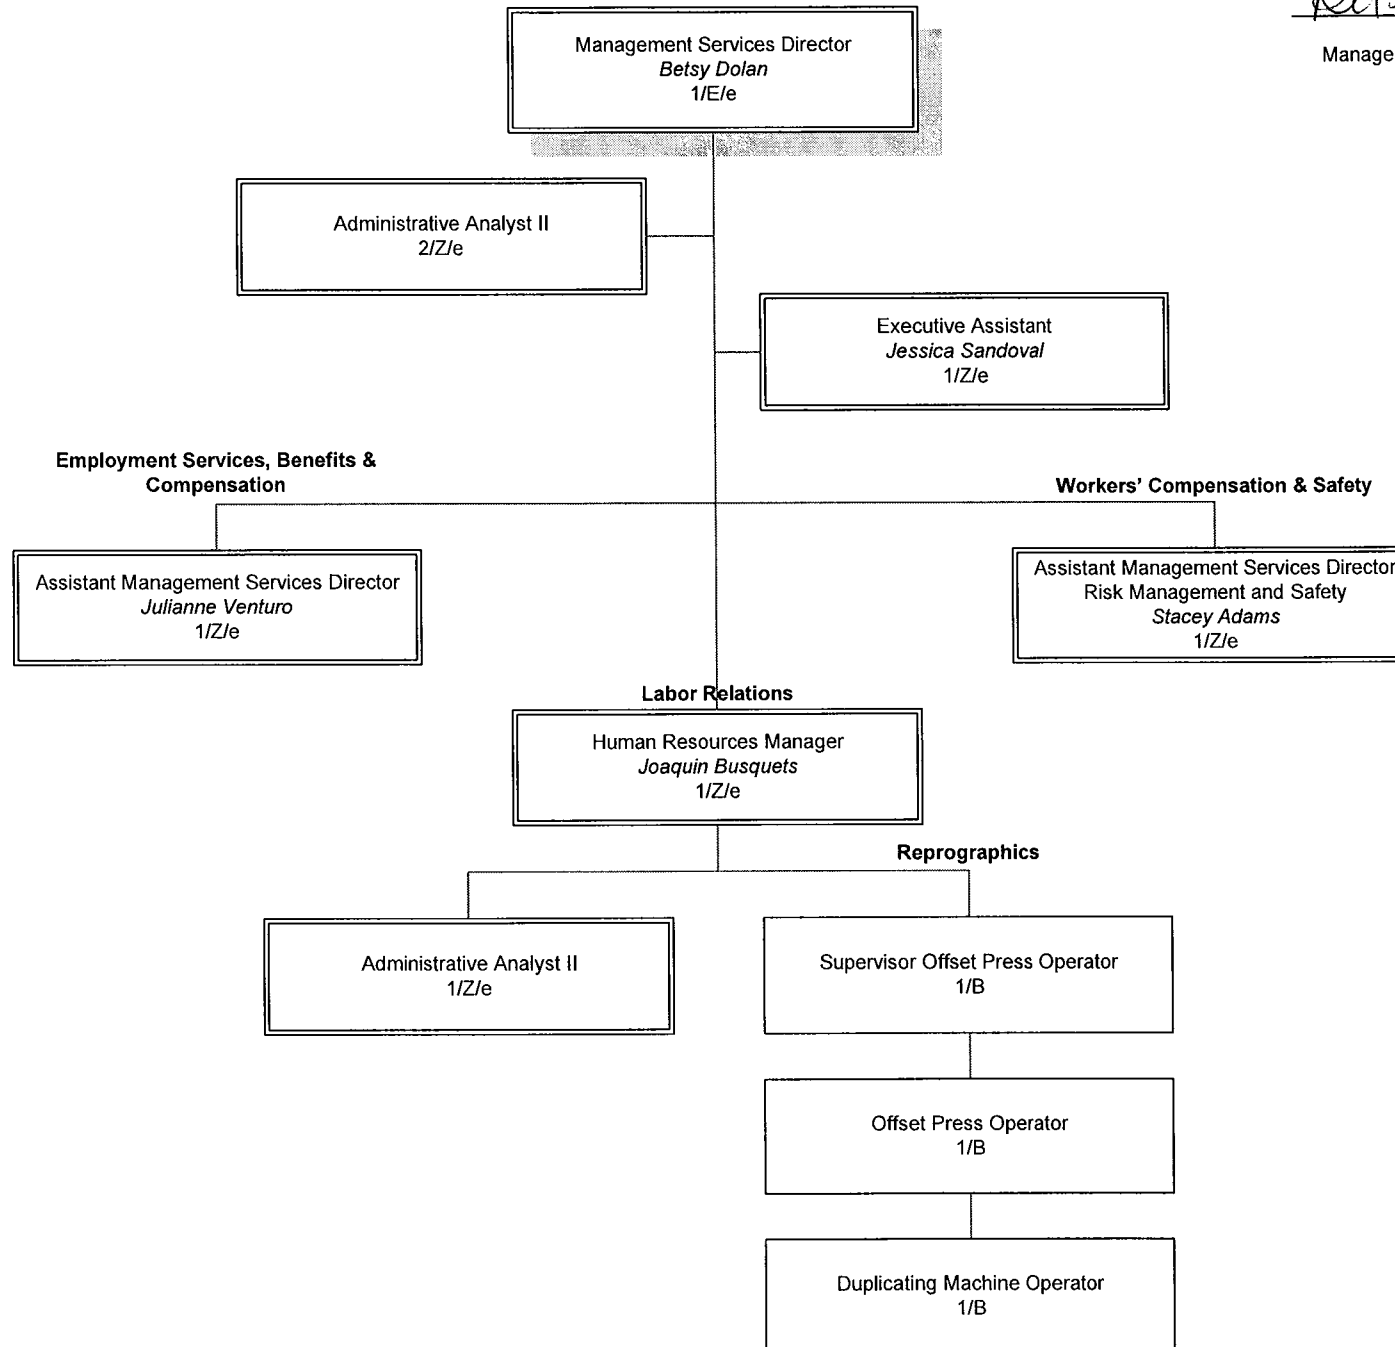 Management Services Director
Betsy Dolan
1/E/e
Administrative Analyst II
2/Z/e
Executive Assistant
Jessica Sandoval
1/Z/e
Employment Services, Benefits &
Compensation
Workers' Compensation & Safety
Assistant Management Services Director
Julianne Venturo
1/Z/e
Assistant Management Services Director
Risk Management and Safety
Stacey Adams
1/Z/e
Labor Relations
Human Resources Manager
Joaquin Busquets
1/Z/e
Reprographics
Administrative Analyst II
1/Z/e
Supervisor Offset Press Operator
1/B
Offset Press Operator
1/B
Duplicating Machine Operator
1/B